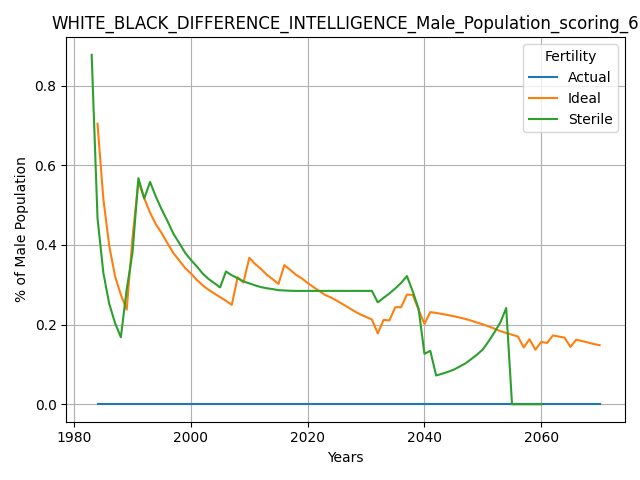 WHITE_BLACK_DIFFERENCE_INTELLIGENCE_Male_Population_scoring_6
Fertility
Actual
Ideal
Sterile
% of Male Population
0.8
0.6
0.4
0.2
0.0
1980 2000 2020 2040 2060
Years